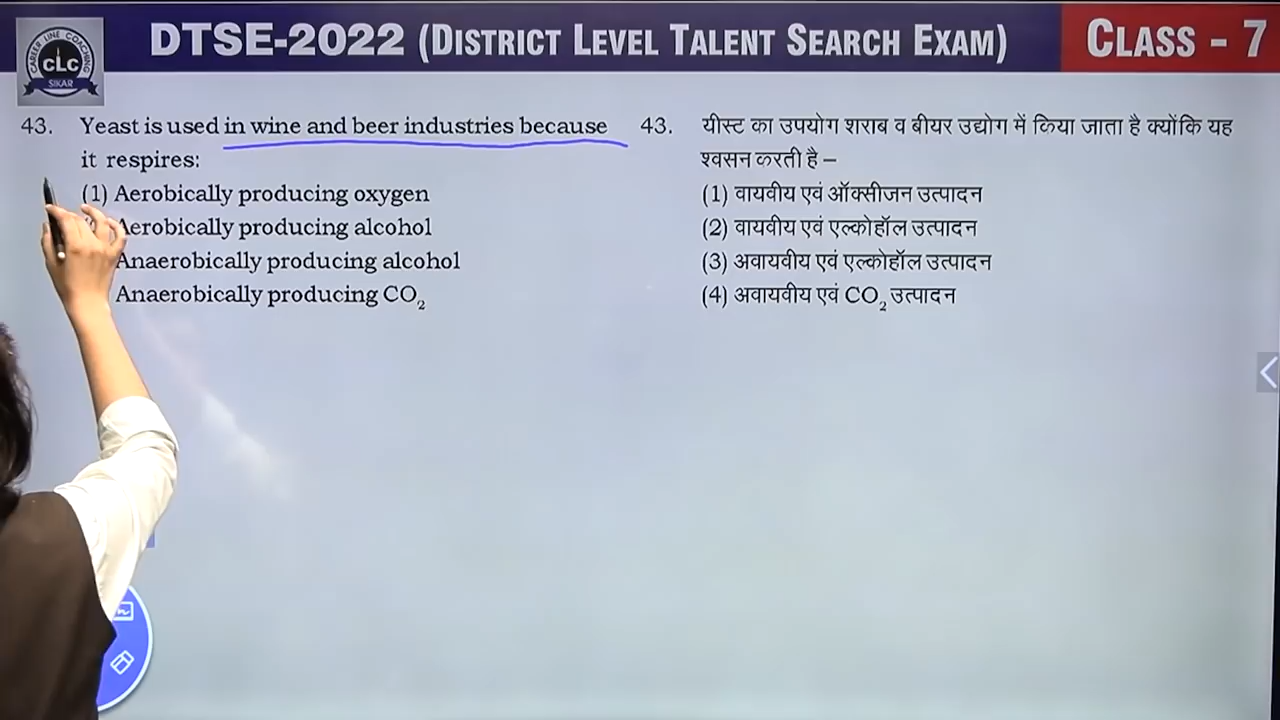 DTSE-2022 (DISTRICT LEVEL TALENT SEARCH EXAM)
CLASS - 7
CAREER LINE COACHING
CLC
SIKAR
43. Yeast is used in wine and beer industries because
it respires:
(1) Aerobically producing oxygen
Aerobically producing alcohol
Anaerobically producing alcohol
Anaerobically producing CO₂
43. यीस्ट का उपयोग शराब व बीयर उद्योग में किया जाता है क्योंकि यह
श्वसन करती है –
(1) वायवीय एवं ऑक्सीजन उत्पादन
(2) वायवीय एवं एल्कोहॉल उत्पादन
(3) अवायवीय एवं एल्कोहॉल उत्पादन
(4) अवायवीय एवं CO₂ उत्पादन